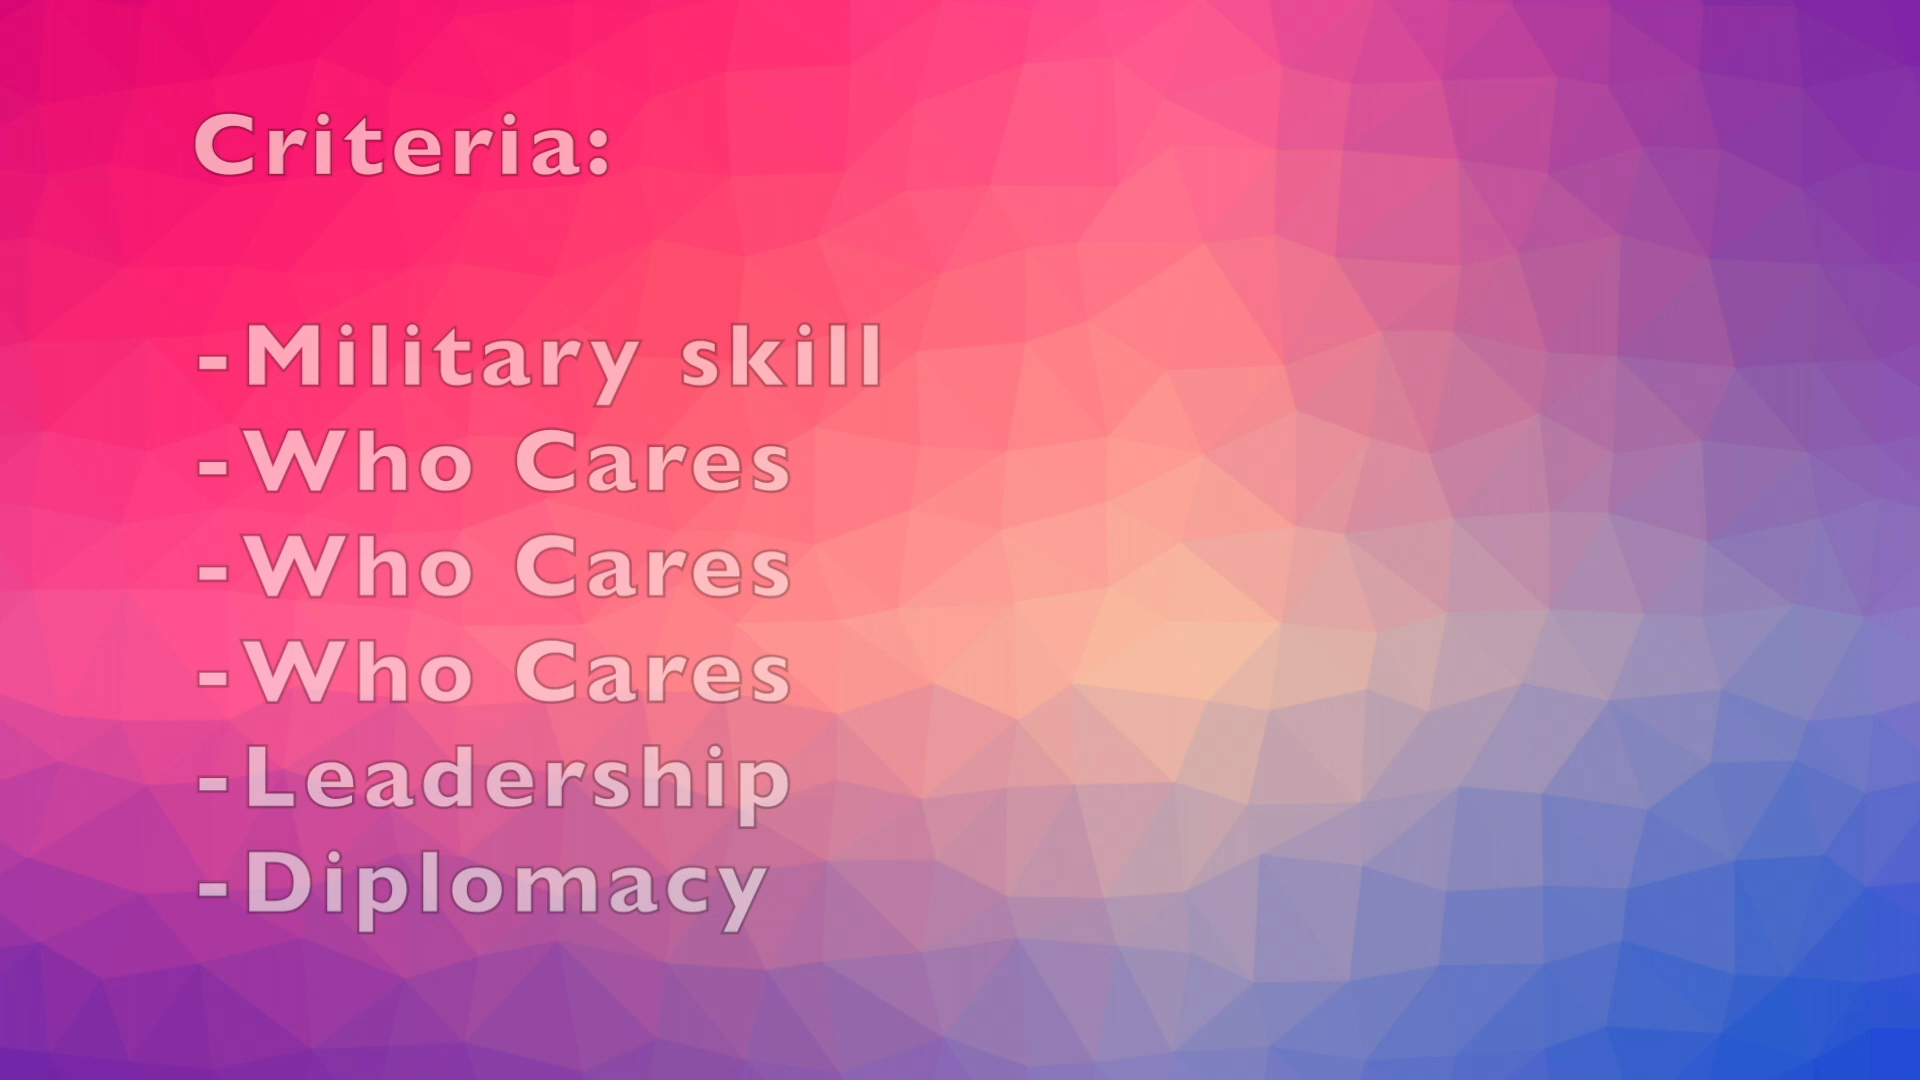 Criteria:
-Military skill
-Who Cares
-Who Cares
-Who Cares
-Leadership
-Diplomacy